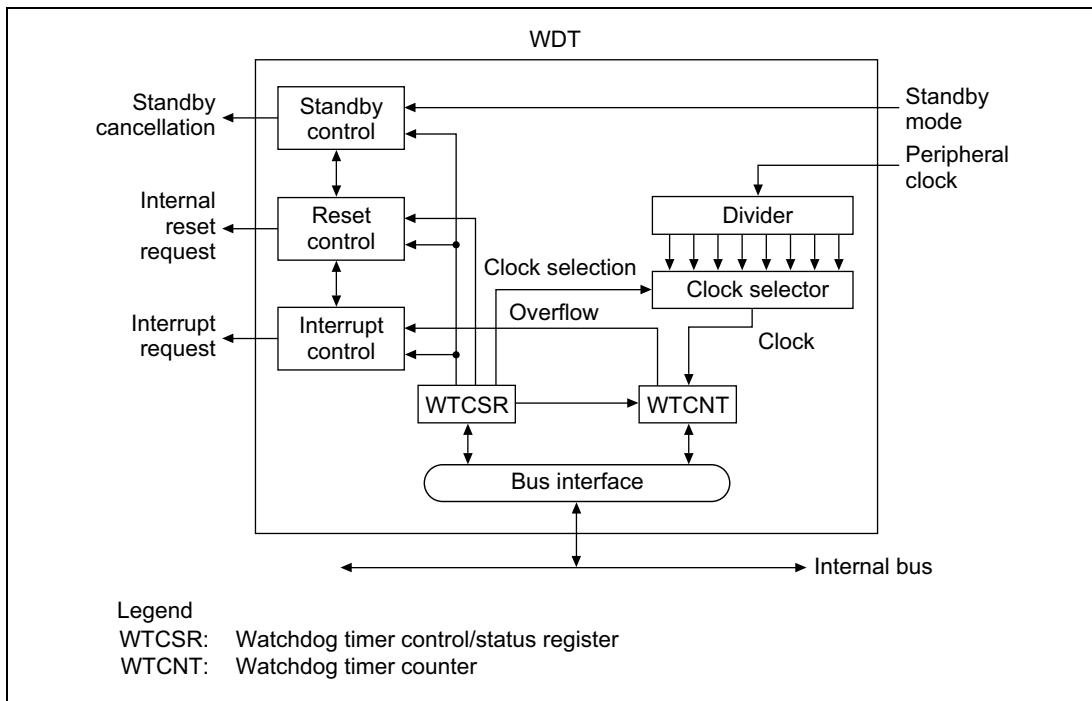 WDT
Standby
cancellation
Standby
control
Standby
mode
Peripheral
clock
Internal
reset
request
Reset
control
Divider
Clock selection
Clock selector
Overflow
Interrupt
request
Interrupt
control
Clock
WTCSR
WTCNT
Bus interface
Internal bus
Legend
WTCSR: Watchdog timer control/status register
WTCNT: Watchdog timer counter